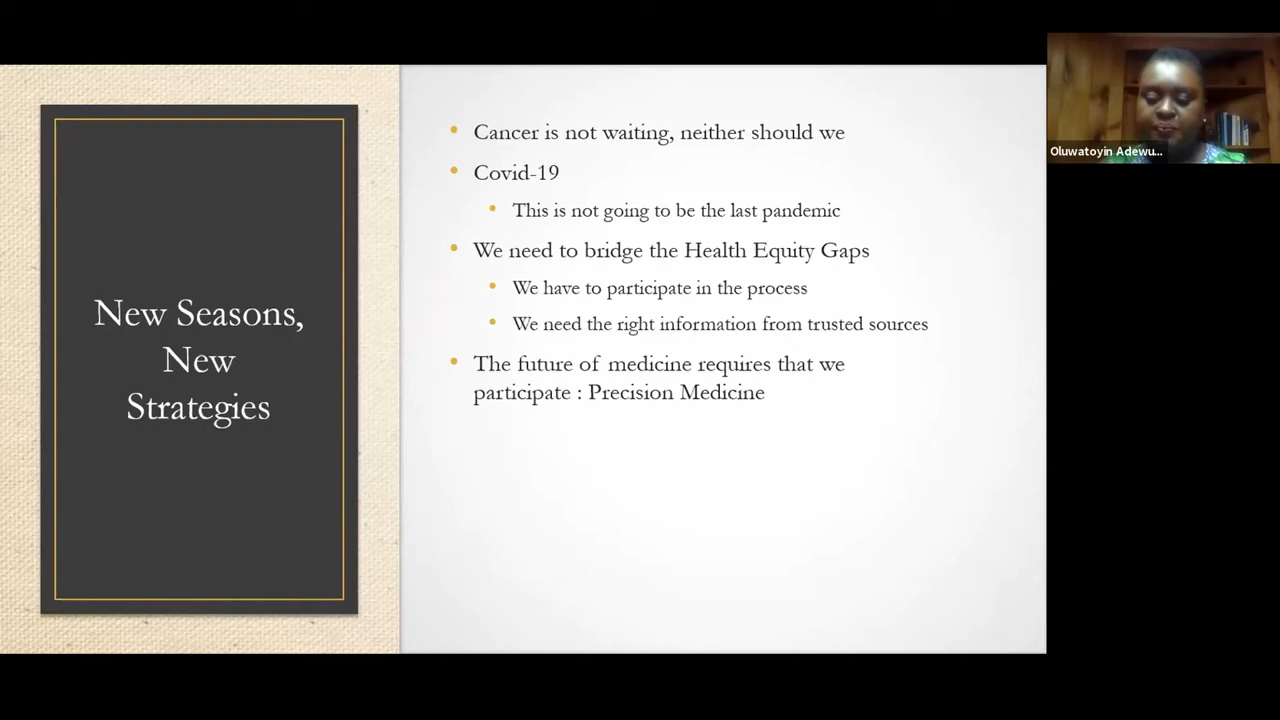 New Seasons,
New
Strategies
Cancer is not waiting, neither should we
Covid-19
This is not going to be the last pandemic
We need to bridge the Health Equity Gaps
We have to participate in the process
We need the right information from trusted sources
The future of medicine requires that we
participate : Precision Medicine
Oluwatoyin Adewu...